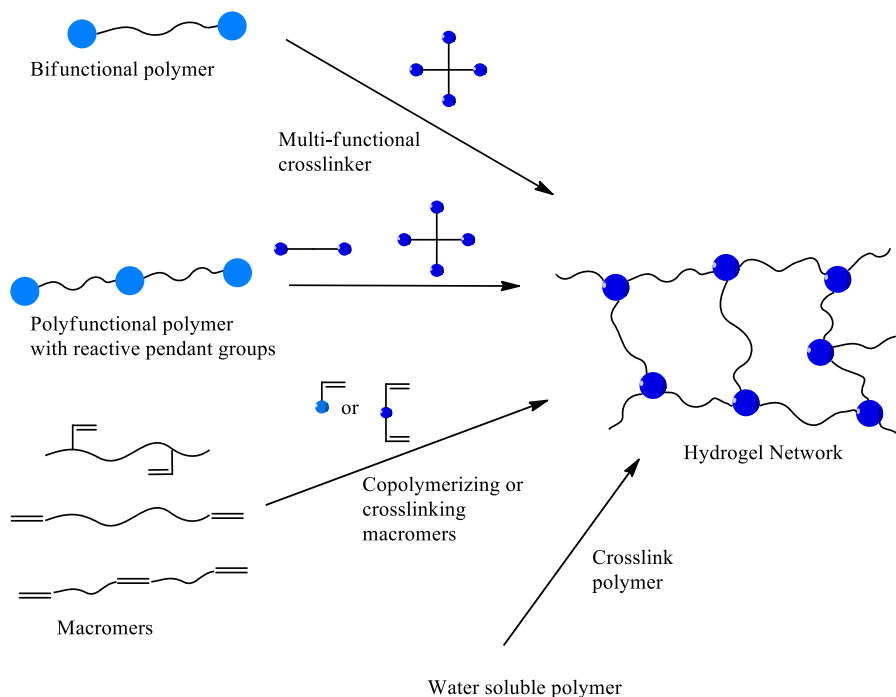 Bifunctional polymer
Multi-functional
crosslinker
Polyfunctional polymer
with reactive pendant groups
or
Copolymerizing or
crosslinking
macromers
Hydrogel Network
Crosslink
polymer
Macromers
Water soluble polymer